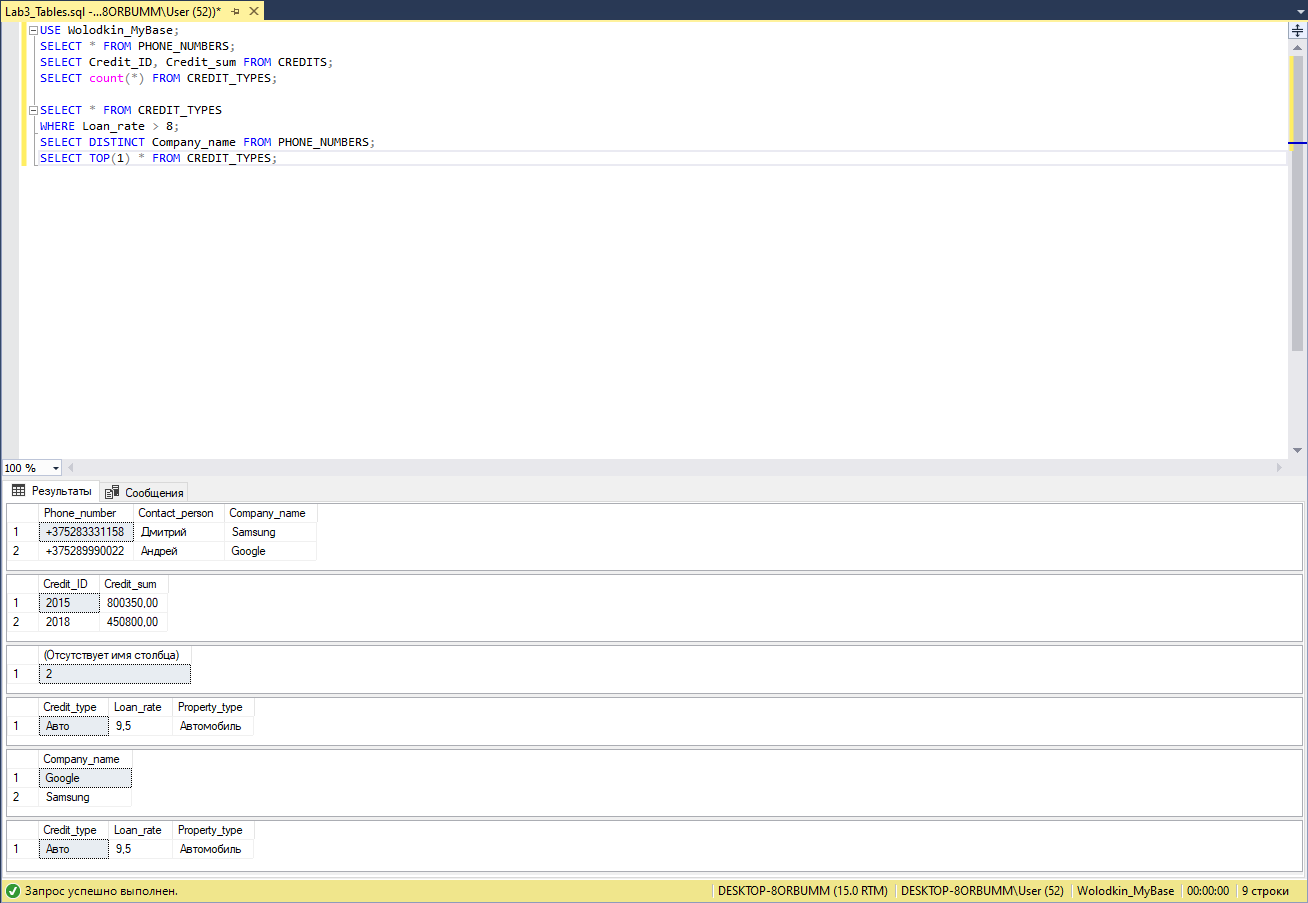 Lab3_Tables.sql -...8ORBUMM\User (52))*
USE Wolodkin_MyBase;
SELECT * FROM PHONE_NUMBERS;
SELECT Credit_ID, Credit_sum FROM CREDITS;
SELECT count(*) FROM CREDIT_TYPES;
SELECT * FROM CREDIT_TYPES
WHERE Loan_rate > 8;
SELECT DISTINCT Company_name FROM PHONE_NUMBERS;
SELECT TOP(1) * FROM CREDIT_TYPES;
100 %
Результаты Сообщения
Phone_number Contact_person Company_name
1 +375283331158 Дмитрий Samsung
2 +375289990022 Андрей Google
Credit_ID Credit_sum
1 2015 800350,00
2 2018 450800,00
(Отсутствует имя столбца)
1 2
Credit_type Loan_rate Property_type
1 Авто 9,5 Автомобиль
Company_name
1 Google
2 Samsung
Credit_type Loan_rate Property_type
1 Авто 9,5 Автомобиль
Запрос успешно выполнен. DESKTOP-8ORBUMM (15.0 RTM) DESKTOP-8ORBUMM\User (52) Wolodkin_MyBase 00:00:00 9 строки